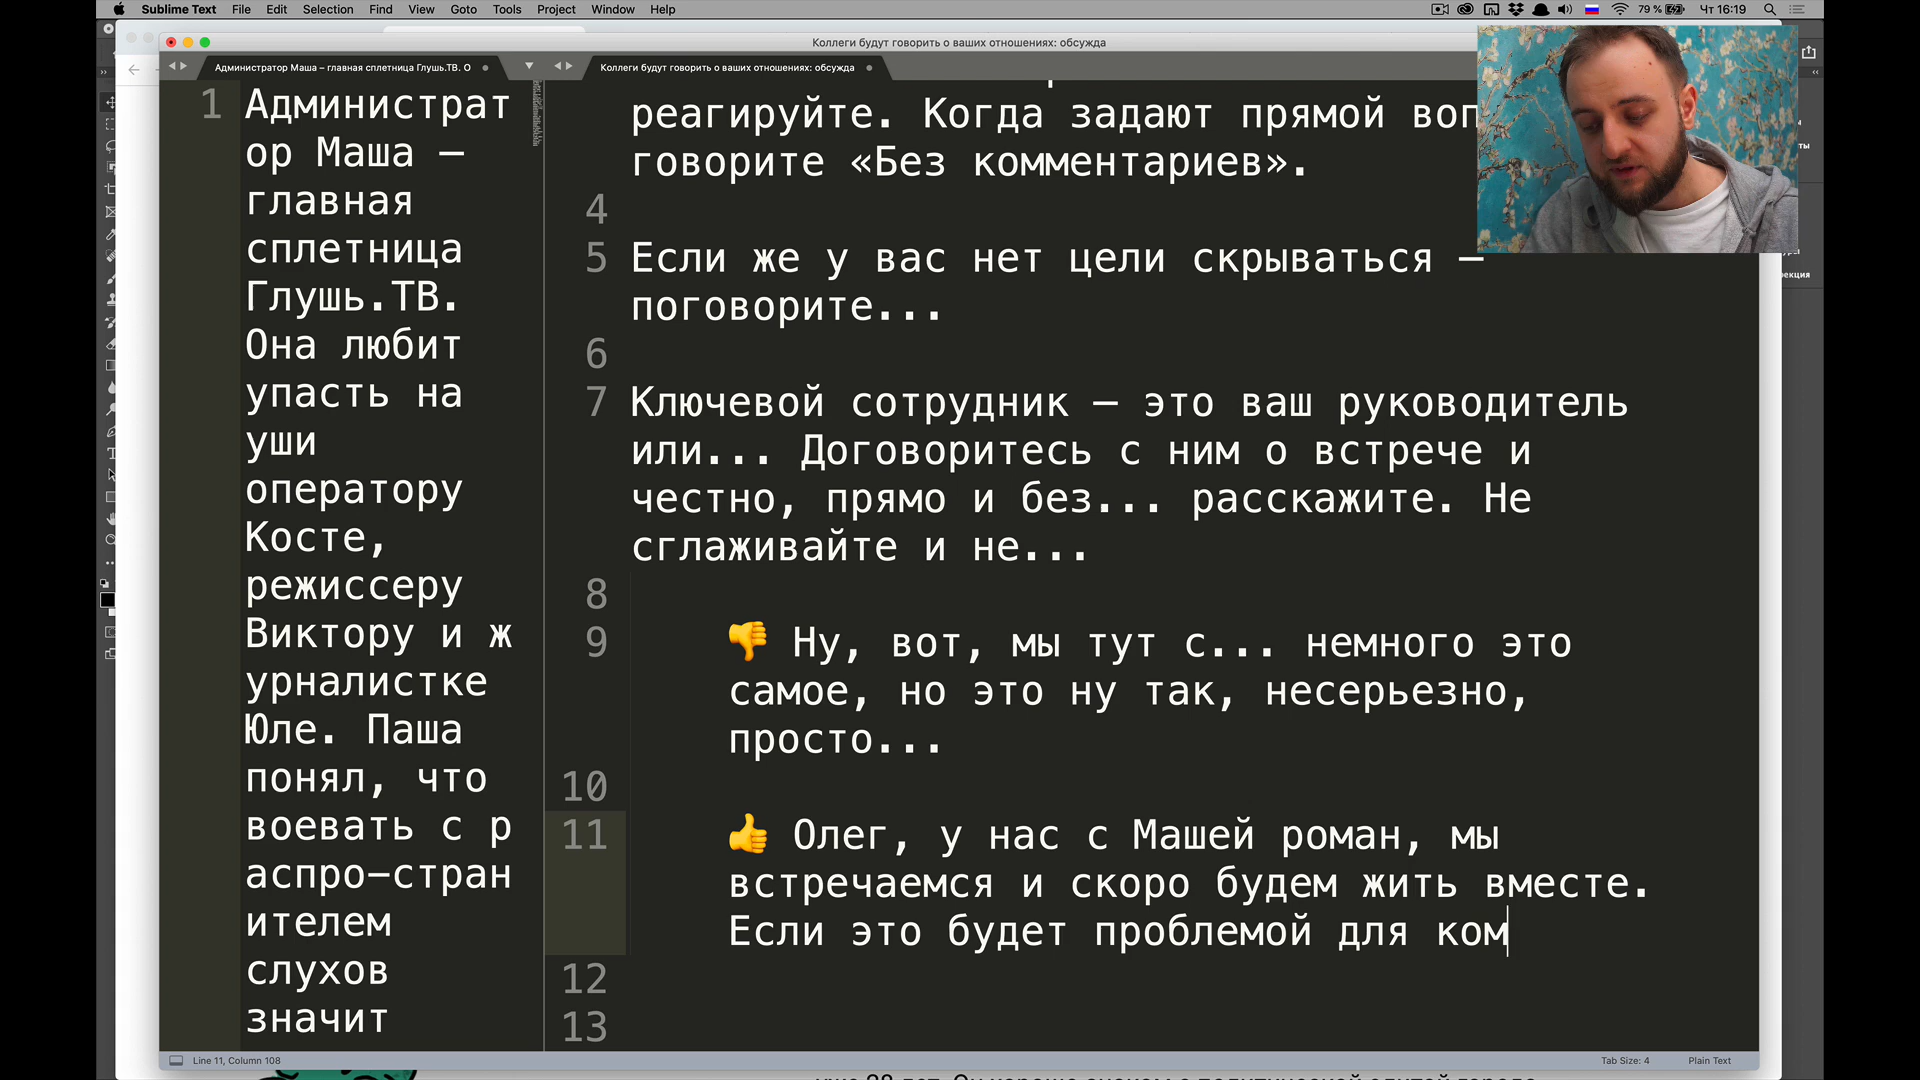 Sublime Text File Edit Selection Find View Goto Tools Project Window Help
79 % Чт 16:19
Коллеги будут говорить о ваших отношениях: обсужда
Администратор Маша – главная сплетница Глушь.ТВ. О
Коллеги будут говорить о ваших отношениях: обсужда
1 Администрат
ор Маша –
главная
сплетница
Глушь.ТВ.
Она любит
упасть на
уши
оператору
Косте,
режиссеру
Виктору и ж
урналистке
Юле. Паша
понял, что
воевать с р
аспро-стран
ителем
слухов
значит
реагируйте. Когда задают прямой воп
говорите «Без комментариев».
4
5 Если же у вас нет цели скрываться –
поговорите...
6
7 Ключевой сотрудник – это ваш руководитель
или... Договоритесь с ним о встрече и
честно, прямо и без... расскажите. Не
сглаживайте и не...
8
9 👎 Ну, вот, мы тут с... немного это
самое, но это ну так, несерьезно,
просто...
10
11 👍 Олег, у нас с Машей роман, мы
встречаемся и скоро будем жить вместе.
Если это будет проблемой для ком
12
13
Line 11, Column 108
Tab Size: 4 Plain Text